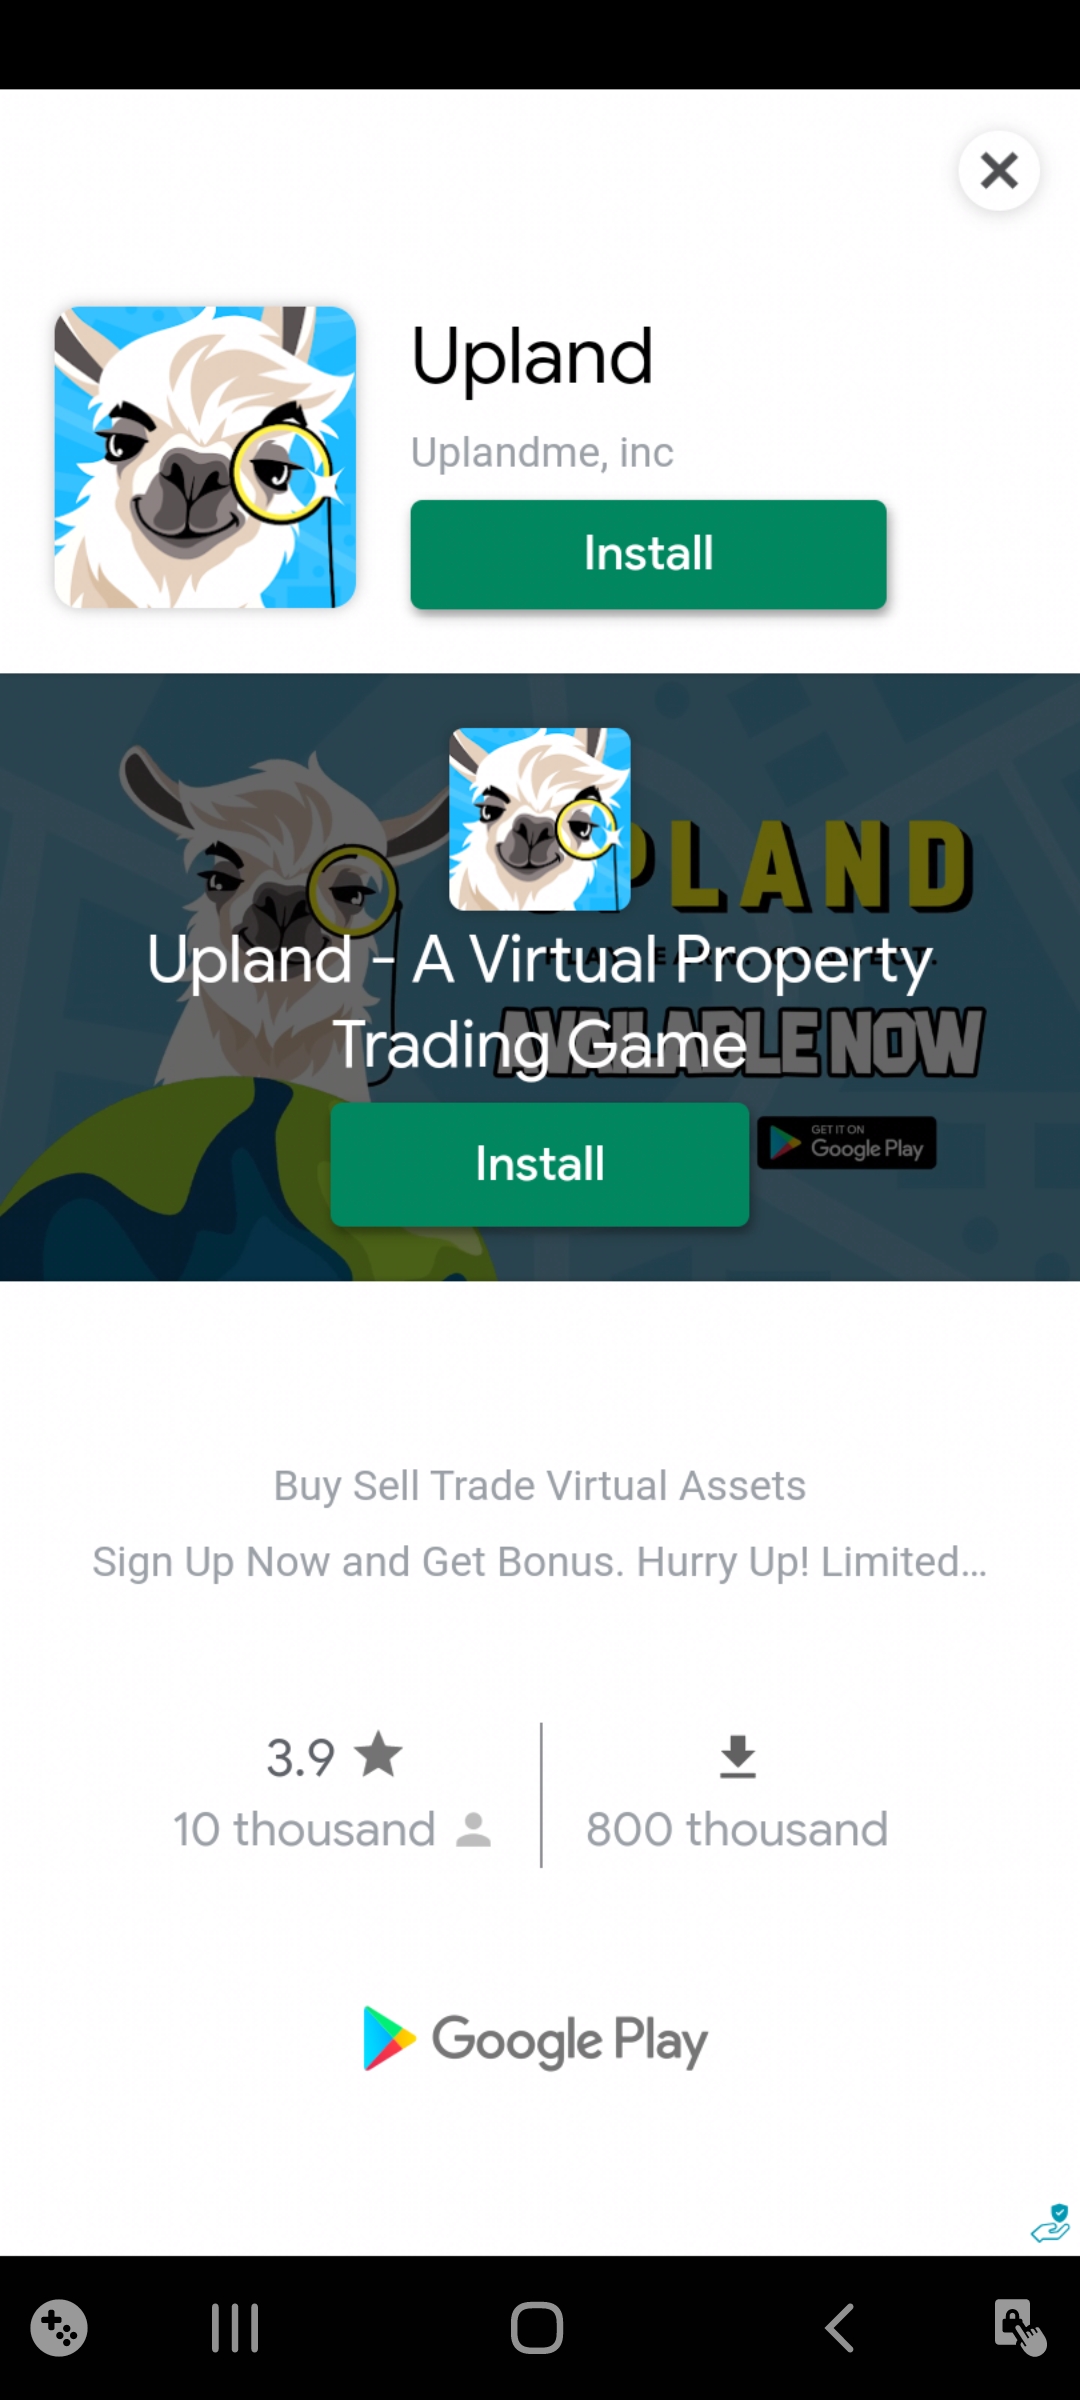 Upland
Uplandme, inc
Install
PLAND
Upland - A Virtual Property
Trading Game
AVAILABLE NOW
Install
GET IT ON
Google Play
Buy Sell Trade Virtual Assets
Sign Up Now and Get Bonus. Hurry Up! Limited...
3.9
10 thousand
800 thousand
Google Play